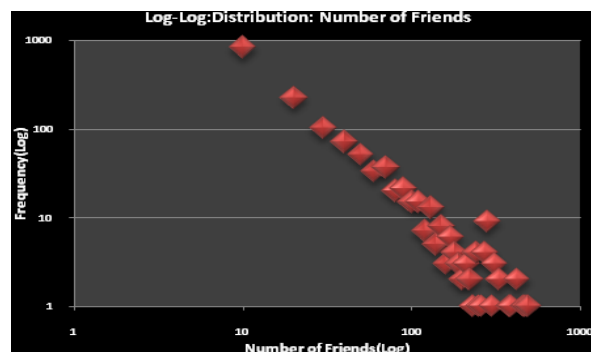 Log-Log:Distribution: Number of Friends
1000
100
10
1
Frequency(Log)
1 10 100 1000
Number of Friends(Log)